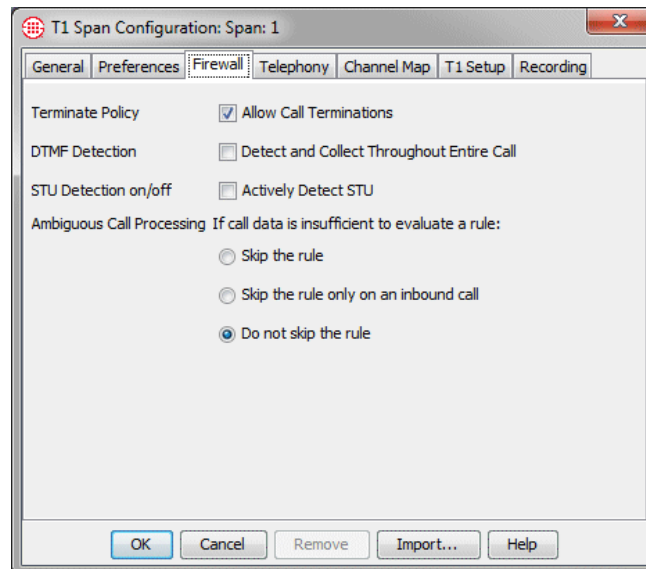 T1 Span Configuration: Span: 1
General Preferences Firewall Telephony Channel Map T1 Setup Recording
Terminate Policy Allow Call Terminations
DTMF Detection Detect and Collect Throughout Entire Call
STU Detection on/off Actively Detect STU
Ambiguous Call Processing If call data is insufficient to evaluate a rule:
Skip the rule
Skip the rule only on an inbound call
Do not skip the rule
OK Cancel Remove Import... Help